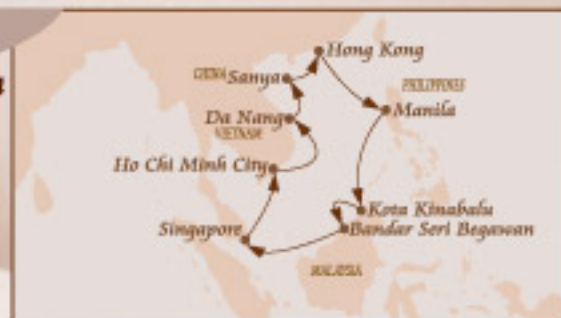 Hong Kong
CHINA Sanya
PHILIPPINES
Manila
Da Nang
VIETNAM
Ho Chi Minh City
Kota Kinabalu
Singapore
Bandar Seri Begawan
MALAYSIA